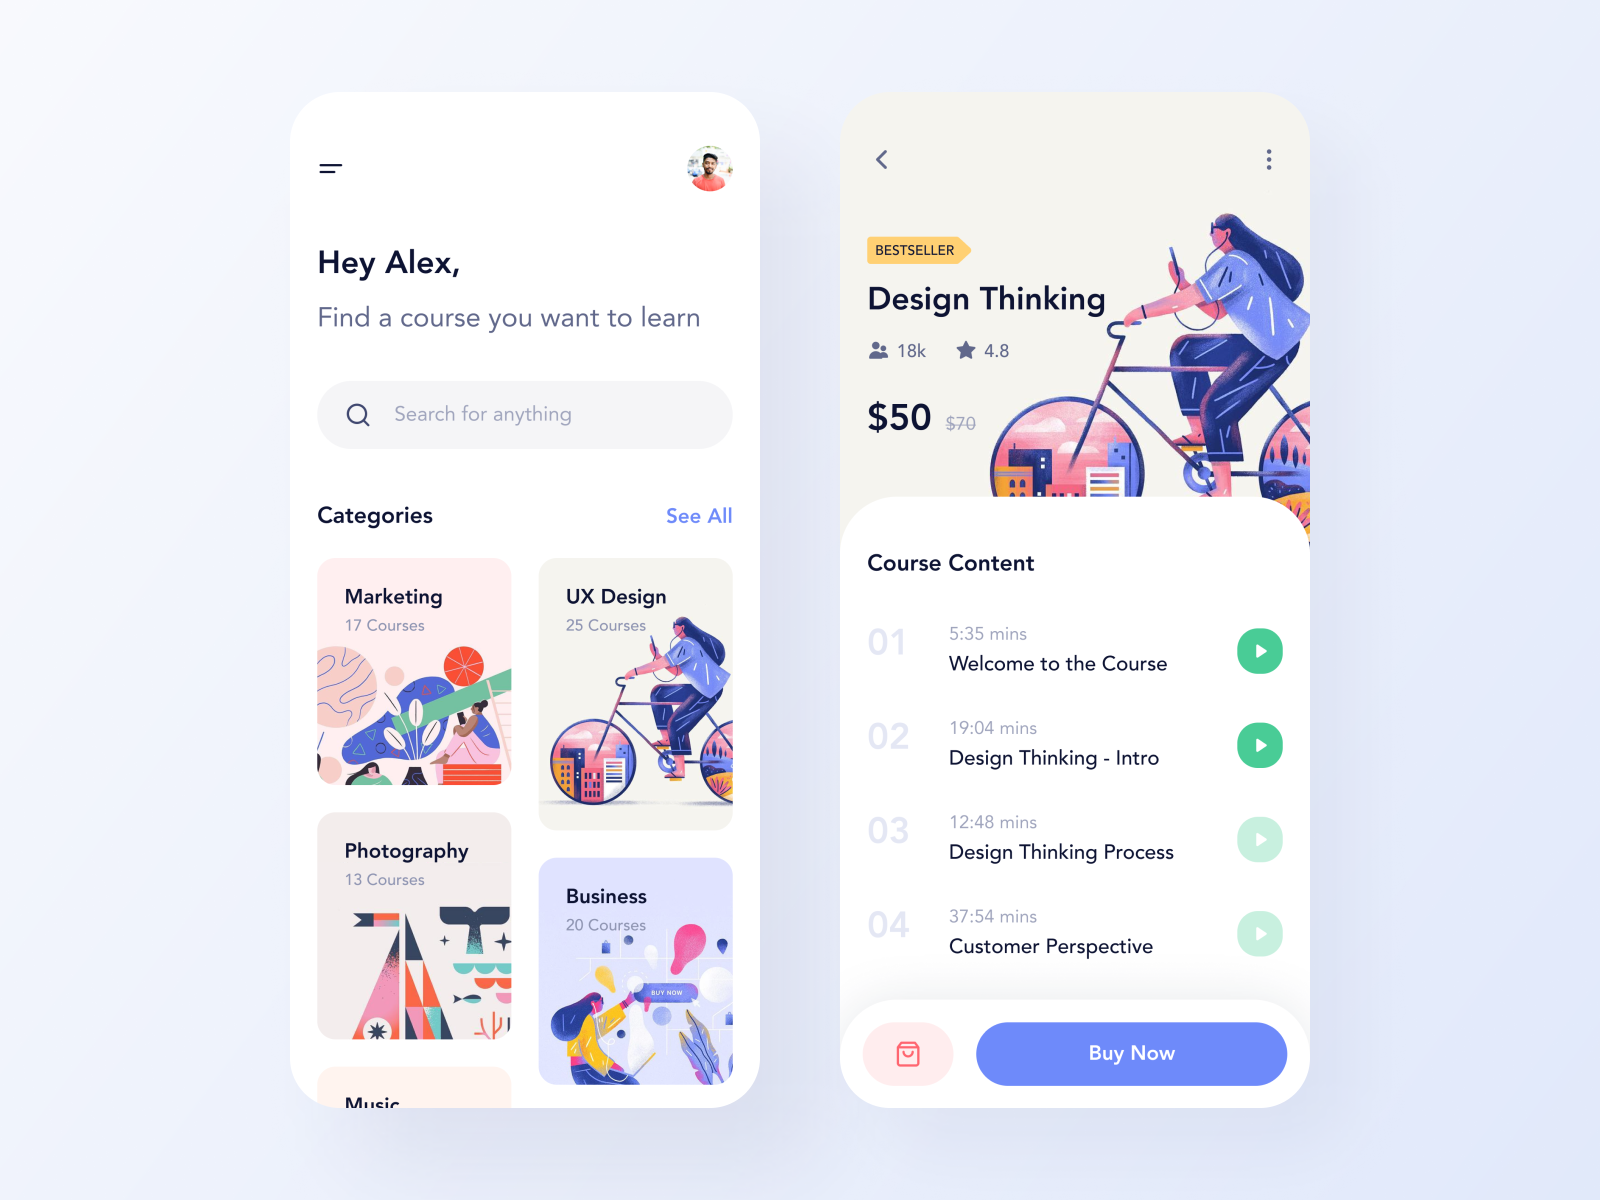 Hey Alex,
Find a course you want to learn
Search for anything
Categories
See All
Marketing
17 Courses
UX Design
25 Courses
Photography
13 Courses
Business
20 Courses
BUY NOW
Music
BESTSELLER
Design Thinking
18k
4.8
$50
$70
Course Content
01
5:35 mins
Welcome to the Course
02
19:04 mins
Design Thinking - Intro
03
12:48 mins
Design Thinking Process
04
37:54 mins
Customer Perspective
Buy Now